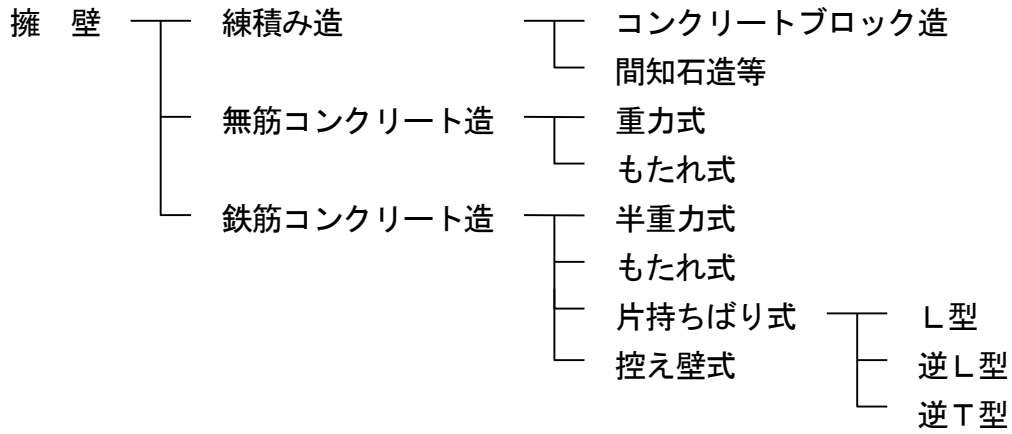 擁　壁　練積み造　コンクリートブロック造
間知石造等
無筋コンクリート造　重力式
もたれ式
鉄筋コンクリート造　半重力式
もたれ式
片持ちばり式　Ｌ型
控え壁式　逆Ｌ型
逆Ｔ型